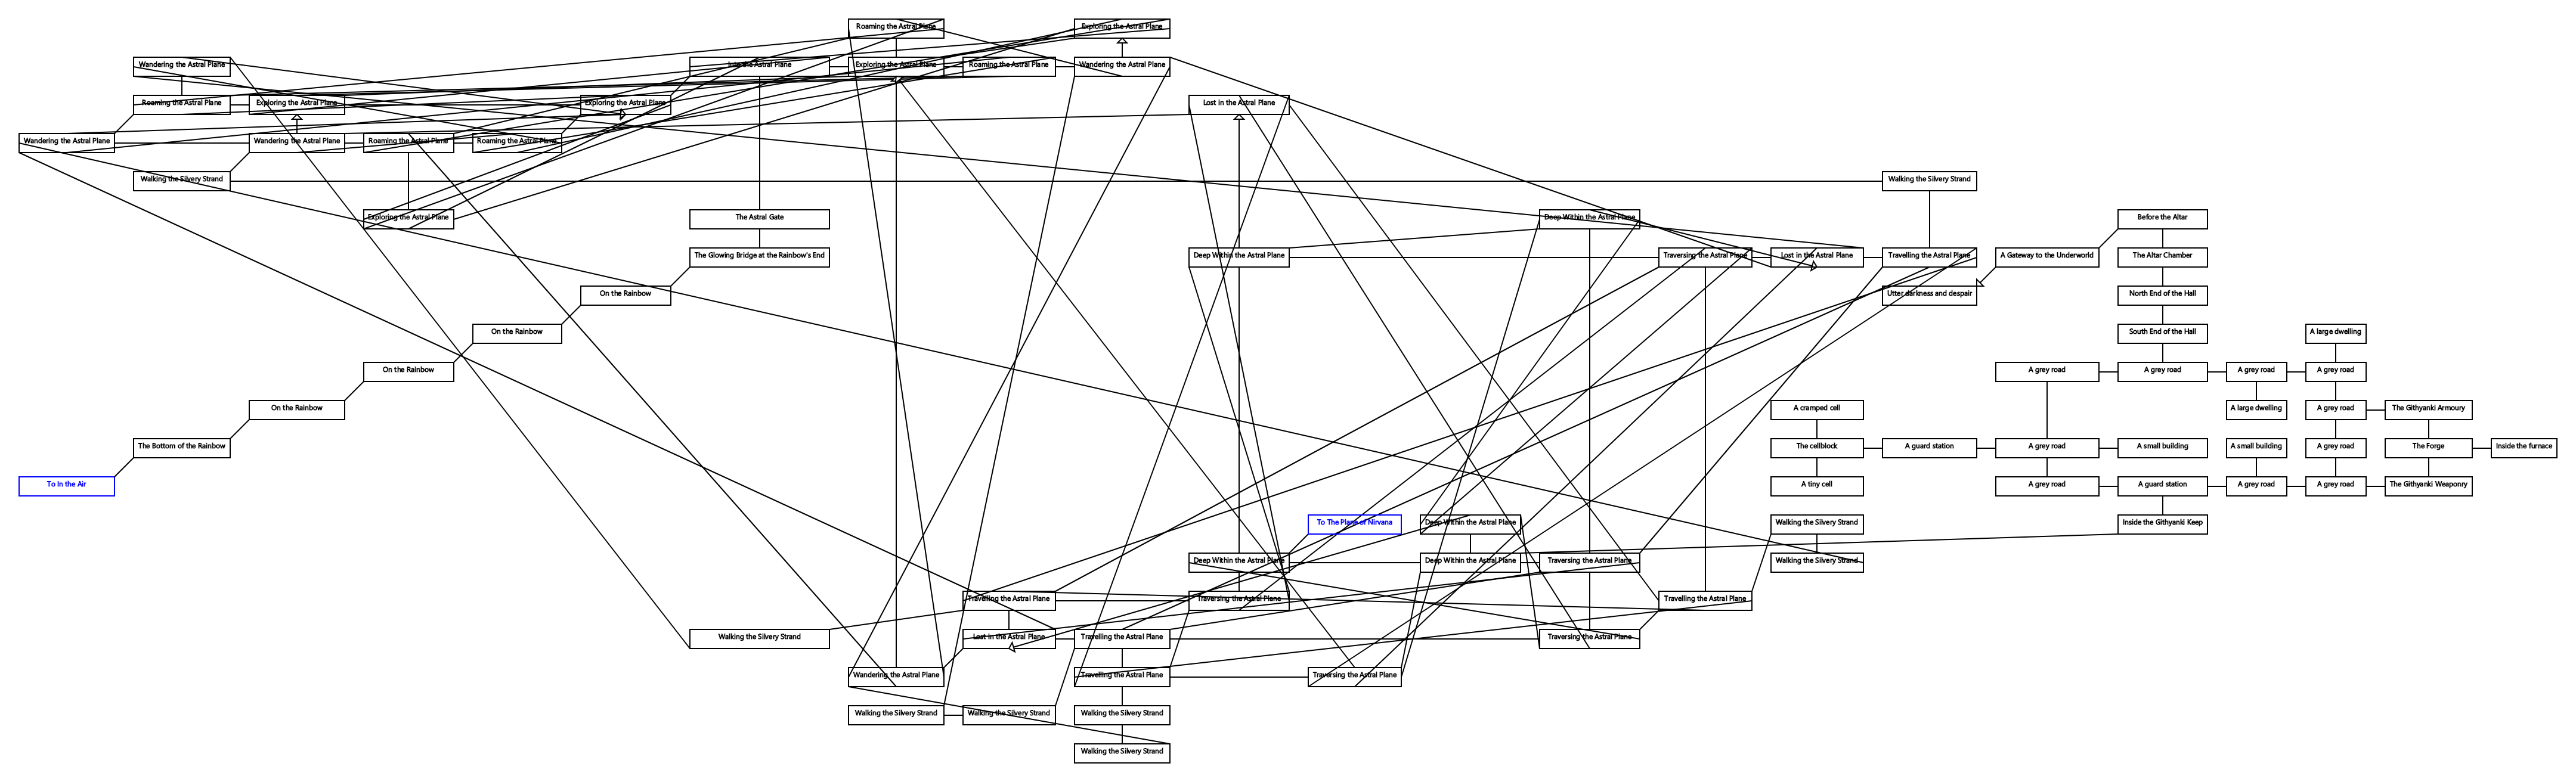 Roaming the Astral Plane
Exploring the Astral Plane
Wandering the Astral Plane
Into the Astral Plane
Exploring the Astral Plane
Roaming the Astral Plane
Wandering the Astral Plane
Roaming the Astral Plane
Exploring the Astral Plane
Exploring the Astral Plane
Lost in the Astral Plane
Wandering the Astral Plane
Wandering the Astral Plane
Roaming the Astral Plane
Roaming the Astral Plane
Walking the Silvery Strand
Walking the Silvery Strand
Exploring the Astral Plane
The Astral Gate
Deep Within the Astral Plane
Before the Altar
The Glowing Bridge at the Rainbow's End
Deep Within the Astral Plane
Traversing the Astral Plane
Lost in the Astral Plane
Travelling the Astral Plane
A Gateway to the Underworld
The Altar Chamber
On the Rainbow
Utter darkness and despair
North End of the Hall
On the Rainbow
South End of the Hall
A large dwelling
On the Rainbow
A grey road
A grey road
A grey road
A grey road
On the Rainbow
A cramped cell
A large dwelling
A grey road
The Githyanki Armoury
The Bottom of the Rainbow
The cellblock
A guard station
A grey road
A small building
A small building
A grey road
The Forge
Inside the furnace
To In the Air
A tiny cell
A grey road
A guard station
A grey road
A grey road
The Githyanki Weaponry
To The Plane of Nirvana
Deep Within the Astral Plane
Walking the Silvery Strand
Inside the Githyanki Keep
Deep Within the Astral Plane
Deep Within the Astral Plane
Traversing the Astral Plane
Walking the Silvery Strand
Travelling the Astral Plane
Traversing the Astral Plane
Travelling the Astral Plane
Walking the Silvery Strand
Lost in the Astral Plane
Travelling the Astral Plane
Traversing the Astral Plane
Wandering the Astral Plane
Travelling the Astral Plane
Traversing the Astral Plane
Walking the Silvery Strand
Walking the Silvery Strand
Walking the Silvery Strand
Walking the Silvery Strand